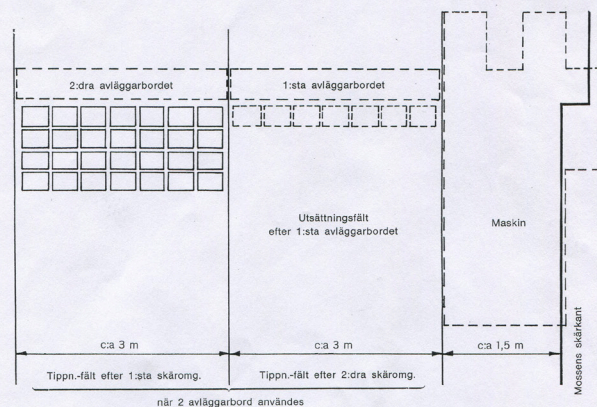 2:dra avläggarbordet
1:sta avläggarbordet
Utsättningsfält
efter 1:sta avläggarbordet
Maskin
c:a 3 m
c:a 3 m
c:a 1,5 m
Mossens skärkant
Tippn.-fält efter 1:sta skäromg.
Tippn.-fält efter 2:dra skäromg.
när 2 avläggarbord användes